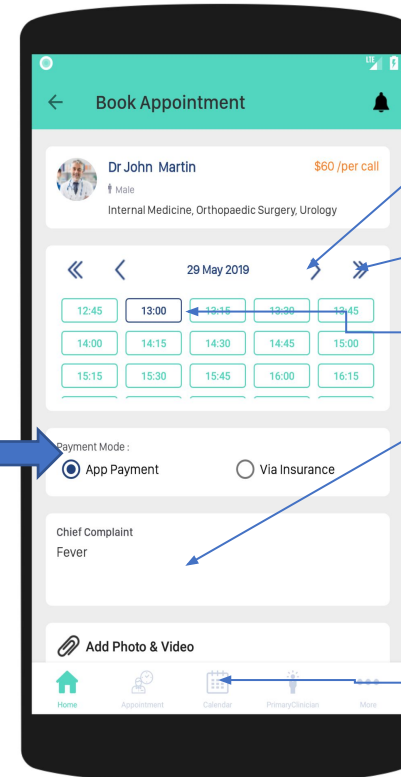 LTE
Book Appointment
Dr John Martin $60 /per call
Male
Internal Medicine, Orthopaedic Surgery, Urology
29 May 2019
12:45 13:00 13:15 13:30 13:45
14:00 14:15 14:30 14:45 15:00
15:15 15:30 15:45 16:00 16:15
Payment Mode :
App Payment Via Insurance
Chief Complaint
Fever
Add Photo & Video
Home Appointment Calendar PrimaryClinician More